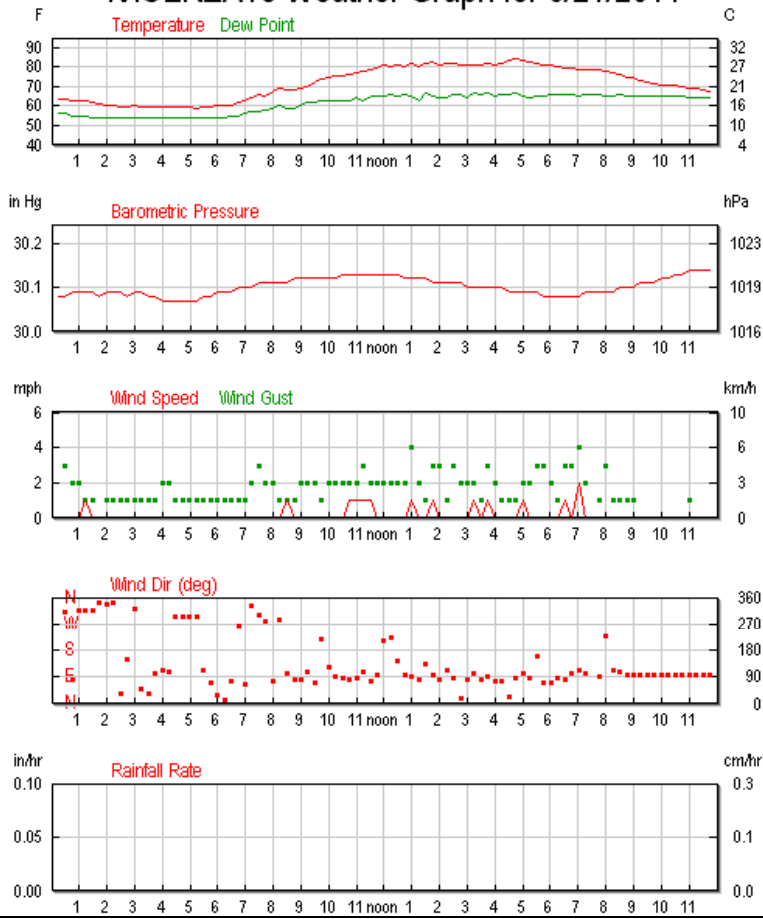 Weather Graph for
F Temperature Dew Point C
90 32
80 27
70 21
60 16
50 10
40 4
1 2 3 4 5 6 7 8 9 10 11 noon 1 2 3 4 5 6 7 8 9 10 11
in Hg Barometric Pressure hPa
30.2 1023
30.1 1019
30.0 1016
1 2 3 4 5 6 7 8 9 10 11 noon 1 2 3 4 5 6 7 8 9 10 11
mph Wind Speed Wind Gust km/h
6 10
4 6
2 3
0 0
1 2 3 4 5 6 7 8 9 10 11 noon 1 2 3 4 5 6 7 8 9 10 11
Wind Dir (deg)
N 360
W 270
S 180
E 90
N 0
1 2 3 4 5 6 7 8 9 10 11 noon 1 2 3 4 5 6 7 8 9 10 11
in/hr Rainfall Rate cm/hr
0.10 0.3
0.05 0.1
0.00 0.0
1 2 3 4 5 6 7 8 9 10 11 noon 1 2 3 4 5 6 7 8 9 10 11